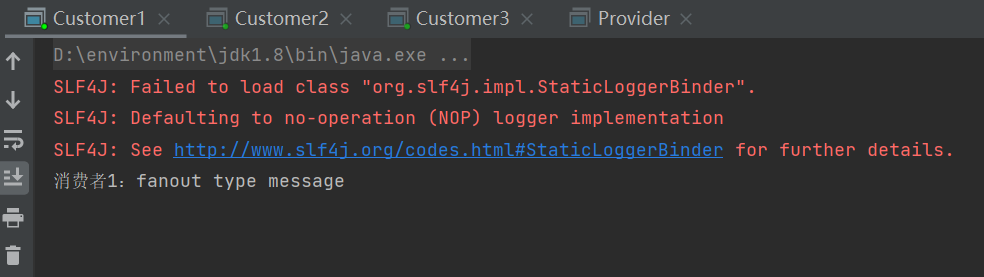 Customer1 Customer2 Customer3 Provider
D:\environment\jdk1.8\bin\java.exe ...
SLF4J: Failed to load class "org.slf4j.impl.StaticLoggerBinder".
SLF4J: Defaulting to no-operation (NOP) logger implementation
SLF4J: See http://www.slf4j.org/codes.html#StaticLoggerBinder for further details.
消费者1：fanout type message